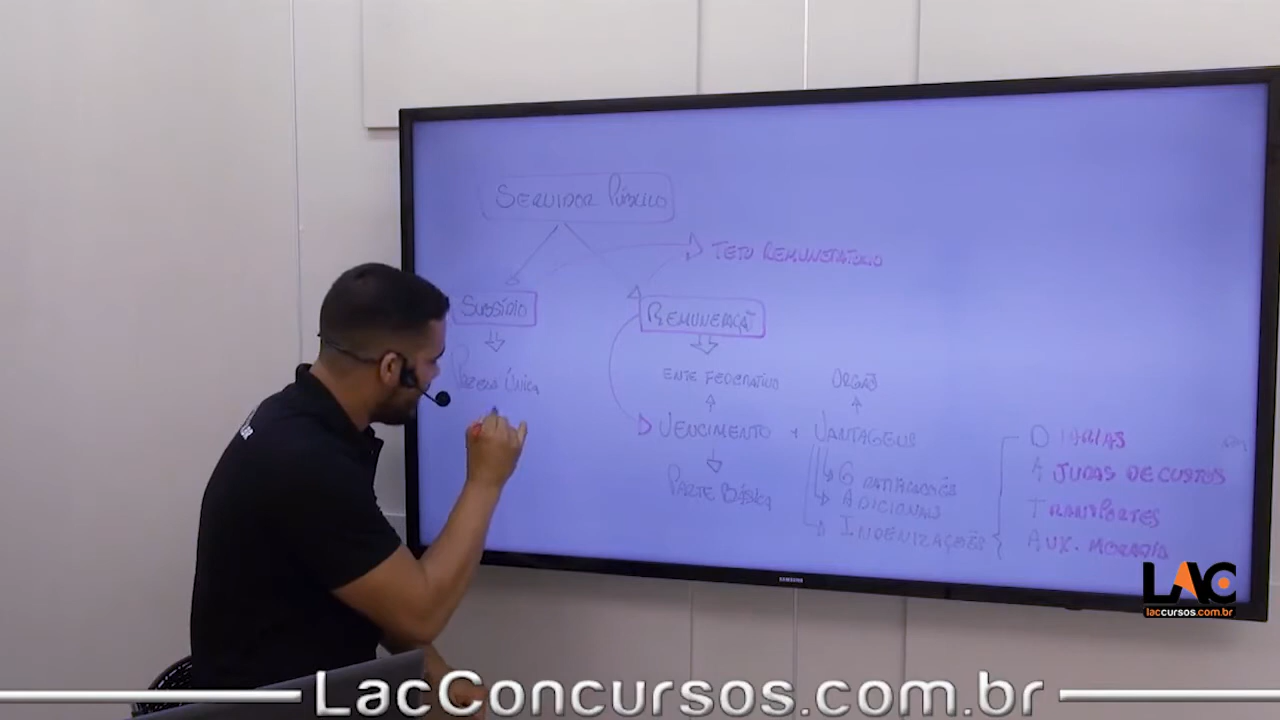 SERVIDOR PÚBLICO
TETO REMUNERATÓRIO
SUBSÍDIO
REMUNERAÇÃO
PARCELA ÚNICA
ENTE FEDERATIVO
ORGÃO
VENCIMENTO + VANTAGENS
PARTE BÁSICA
GRATIFICAÇÕES
ADICIONAIS
INDENIZAÇÕES
DIÁRIAS
AJUDAS DE CUSTOS
TRANSPORTES
AUX. MORADIA
SAMSUNG
LAC
laccursos.com.br
LacConcursos.com.br